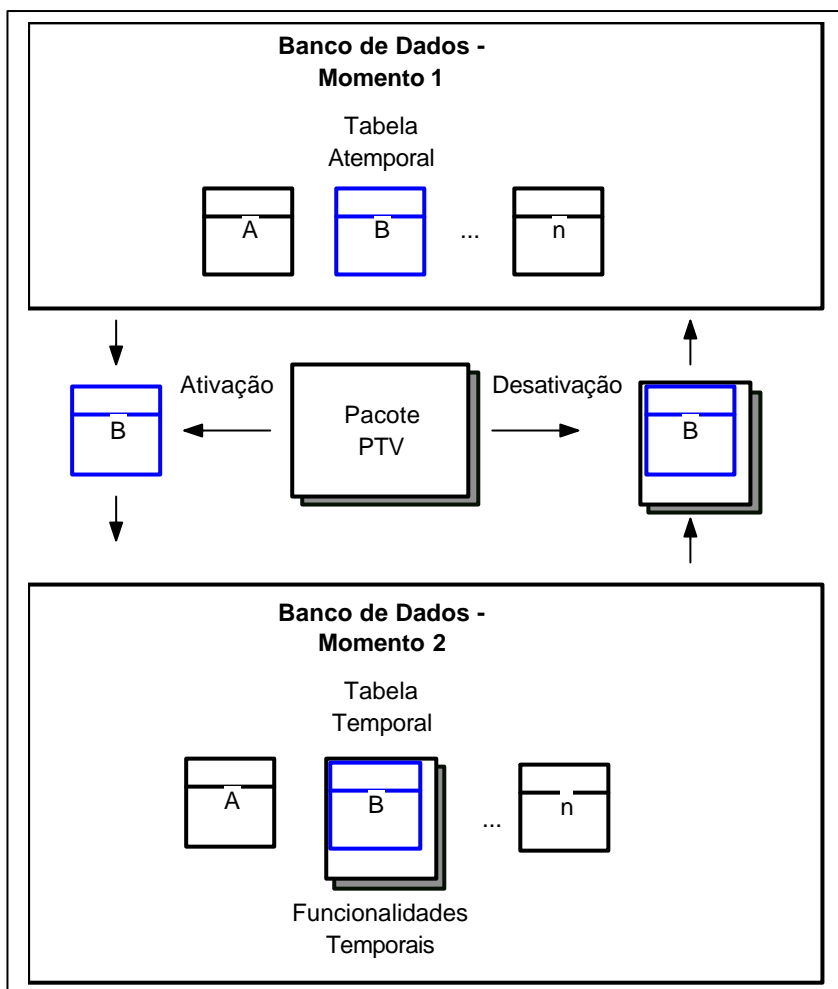 Banco de Dados -
Momento 1
Tabela
Atemporal
A
B
...
n
Ativação
Desativação
B
Pacote
PTV
B
Banco de Dados -
Momento 2
Tabela
Temporal
A
B
...
n
Funcionalidades
Temporais